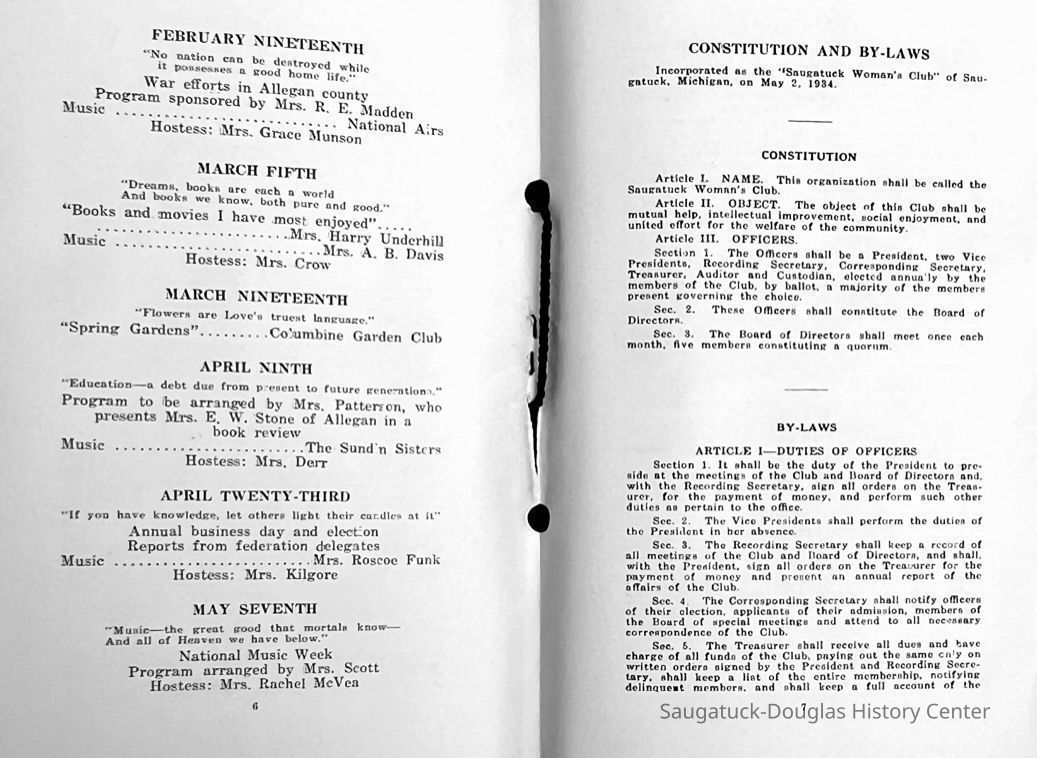 FEBRUARY NINETEENTH
"No nation can be destroyed while
it possesses a good home life."
War efforts in Allegan county
Program sponsored by Mrs. R. E. Madden
Music .................................. National Airs
Hostess: Mrs. Grace Munson
MARCH FIFTH
"Dreams, books are each a world
And books we know, both pure and good."
"Books and movies I have most enjoyed".....
..............................Mrs. Harry Underhill
Music .................................Mrs. A. B. Davis
Hostess: Mrs. Crow
MARCH NINETEENTH
"Flowers are Love's truest language."
"Spring Gardens".........Columbine Garden Club
APRIL NINTH
"Education—a debt due from present to future generations."
Program to be arranged by Mrs. Patterson, who
presents Mrs. E. W. Stone of Allegan in a
book review
Music ............................The Sund'n Sisters
Hostess: Mrs. Derr
APRIL TWENTY-THIRD
"If you have knowledge, let others light their candles at it"
Annual business day and election
Reports from federation delegates
Music ............................Mrs. Roscoe Funk
Hostess: Mrs. Kilgore
MAY SEVENTH
"Music—the great good that mortals know—
And all of Heaven we have below."
National Music Week
Program arranged by Mrs. Scott
Hostess: Mrs. Rachel McVea
6
CONSTITUTION AND BY-LAWS
Incorporated as the "Saugatuck Woman's Club" of Sau-
gatuck, Michigan, on May 2, 1934.
CONSTITUTION
Article I. NAME. This organization shall be called the
Saugatuck Woman's Club.
Article II. OBJECT. The object of this Club shall be
mutual help, intellectual improvement, social enjoyment, and
united effort for the welfare of the community.
Article III. OFFICERS.
Section 1. The Officers shall be a President, two Vice
Presidents, Recording Secretary, Corresponding Secretary,
Treasurer, Auditor and Custodian, elected annually by the
members of the Club, by ballot, a majority of the members
present governing the choice.
Sec. 2. These Officers shall constitute the Board of
Directors.
Sec. 3. The Board of Directors shall meet once each
month, five members constituting a quorum.
BY-LAWS
ARTICLE I—DUTIES OF OFFICERS
Section 1. It shall be the duty of the President to pre-
side at the meetings of the Club and Board of Directors and,
with the Recording Secretary, sign all orders on the Treas-
urer, for the payment of money, and perform such other
duties as pertain to the office.
Sec. 2. The Vice Presidents shall perform the duties of
the President in her absence.
Sec. 3. The Recording Secretary shall keep a record of
all meetings of the Club and Board of Directors, and shall,
with the President, sign all orders on the Treasurer for the
payment of money and present an annual report of the
affairs of the Club.
Sec. 4. The Corresponding Secretary shall notify officers
of their election, applicants of their admission, members of
the Board of special meetings and attend to all necessary
correspondence of the Club.
Sec. 5. The Treasurer shall receive all dues and have
charge of all funds of the Club, paying out the same only on
written orders signed by the President and Recording Secre-
tary, shall keep a list of the entire membership, notifying
delinquent members, and shall keep a full account of the
7
Saugatuck-Douglas History Center